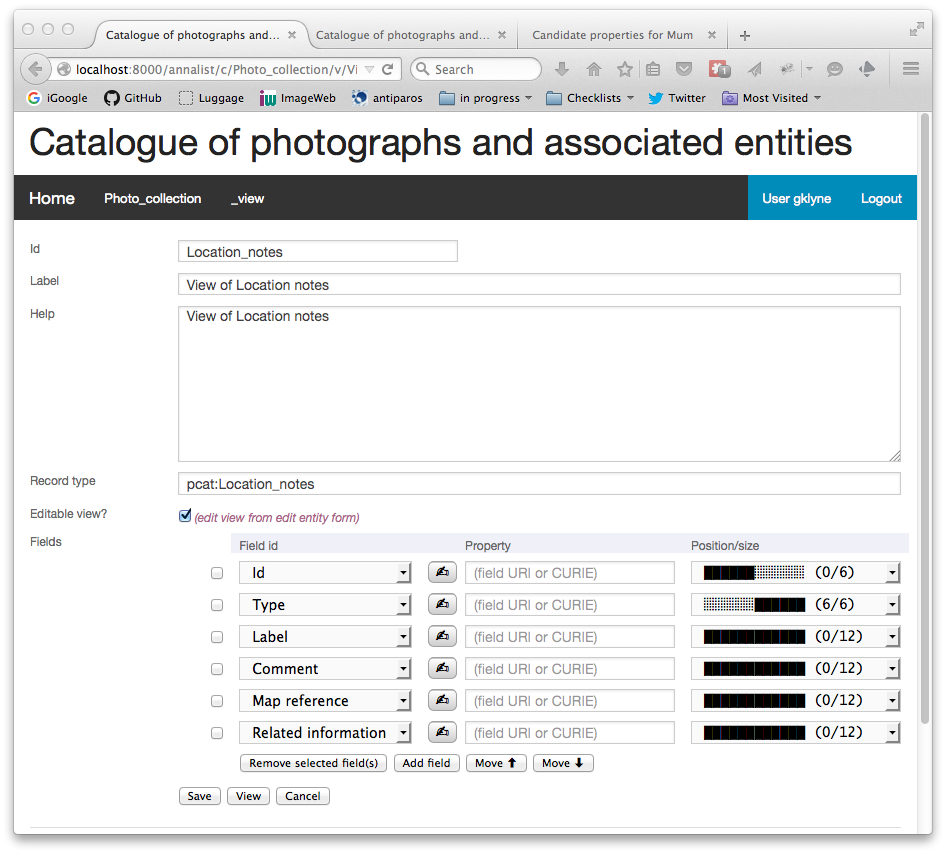 Catalogue of photographs and... × Catalogue of photographs and... × Candidate properties for Mum × +
localhost:8000/annalist/c/Photo_collection/v/Vi Search 1
iGoogle GitHub Luggage ImageWeb antiparos in progress Checklists Twitter Most Visited
Catalogue of photographs and associated entities
Home Photo_collection _view User gklyne Logout
Id Location_notes
Label View of Location notes
Help View of Location notes
Record type pcat:Location_notes
Editable view? (edit view from edit entity form)
Fields Field id Property Position/size
Id (field URI or CURIE) (0/6)
Type (field URI or CURIE) (6/6)
Label (field URI or CURIE) (0/12)
Comment (field URI or CURIE) (0/12)
Map reference (field URI or CURIE) (0/12)
Related information (field URI or CURIE) (0/12)
Remove selected field(s) Add field Move ⬆ Move ⬇
Save View Cancel